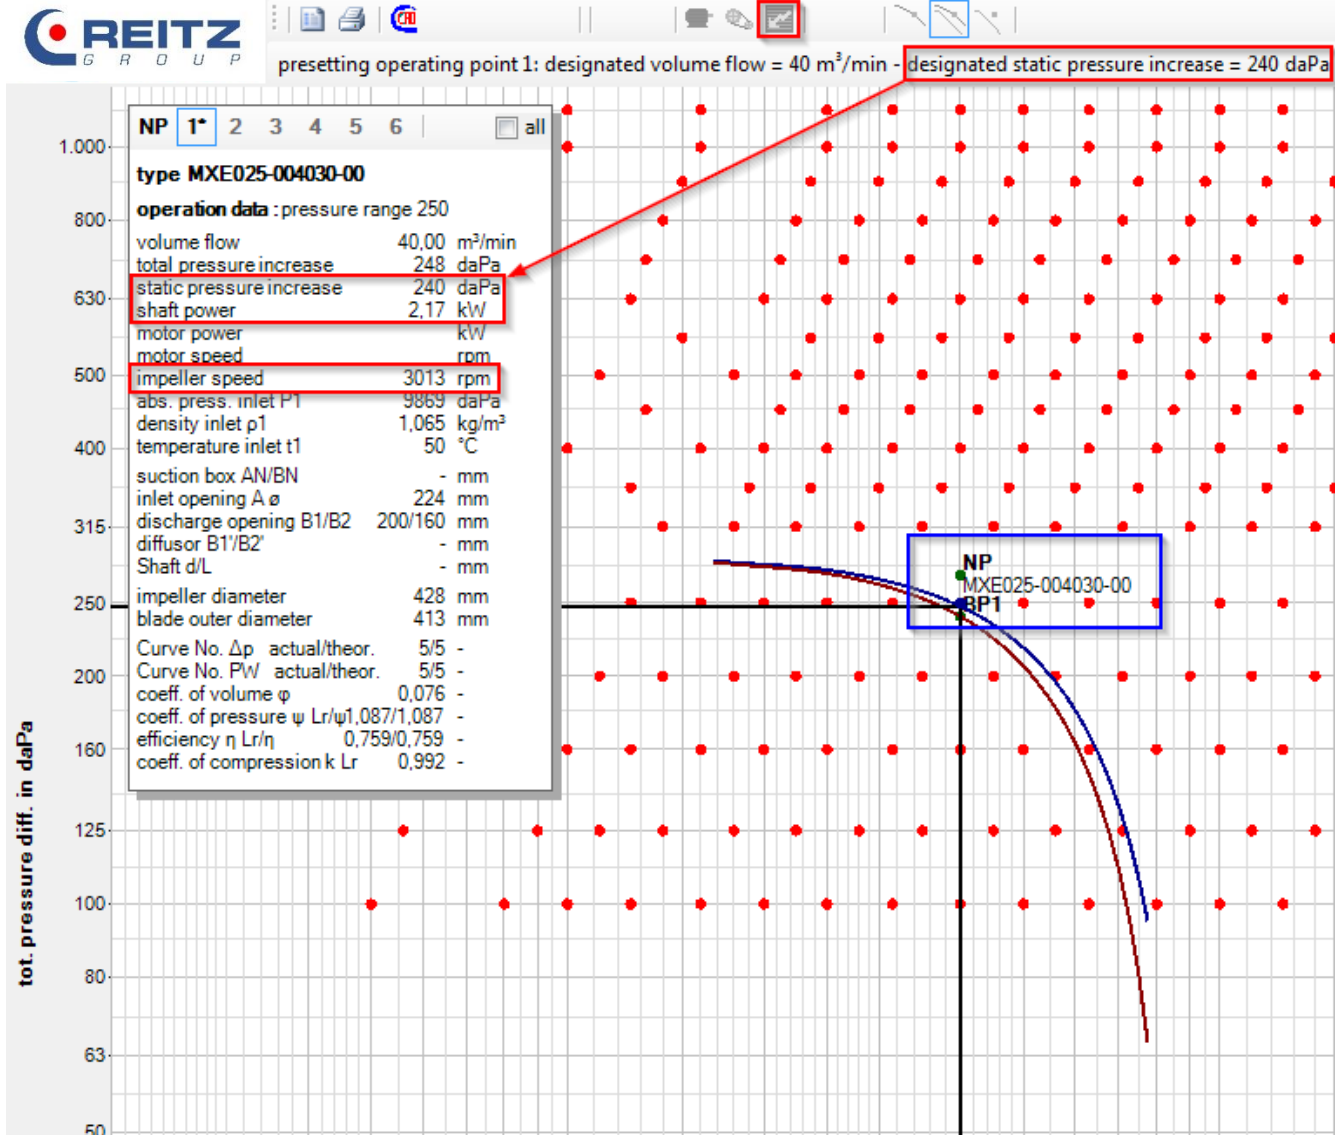 REITZ
GROUP
CAD
presetting operating point 1: designated volume flow = 40 m³/min - designated static pressure increase = 240 daPa
NP 1* 2 3 4 5 6 all
type MXE025-004030-00
operation data : pressure range 250
volume flow 40,00 m³/min
total pressure increase 248 daPa
static pressure increase 240 daPa
shaft power 2,17 kW
motor power kW
motor speed rpm
impeller speed 3013 rpm
abs. press. inlet P1 9869 daPa
density inlet ρ1 1,065 kg/m³
temperature inlet t1 50 °C
suction box AN/BN - mm
inlet opening A ø 224 mm
discharge opening B1/B2 200/160 mm
diffusor B1'/B2' - mm
Shaft d/L - mm
impeller diameter 428 mm
blade outer diameter 413 mm
Curve No. Δp actual/theor. 5/5 -
Curve No. PW actual/theor. 5/5 -
coeff. of volume φ 0,076 -
coeff. of pressure ψ Lr/ψ1,087/1,087 -
efficiency η Lr/η 0,759/0,759 -
coeff. of compression k Lr 0,992 -
tot. pressure diff. in daPa
1.000
800
630
500
400
315
250
200
160
125
100
80
63
50
NP
MXE025-004030-00
BP1